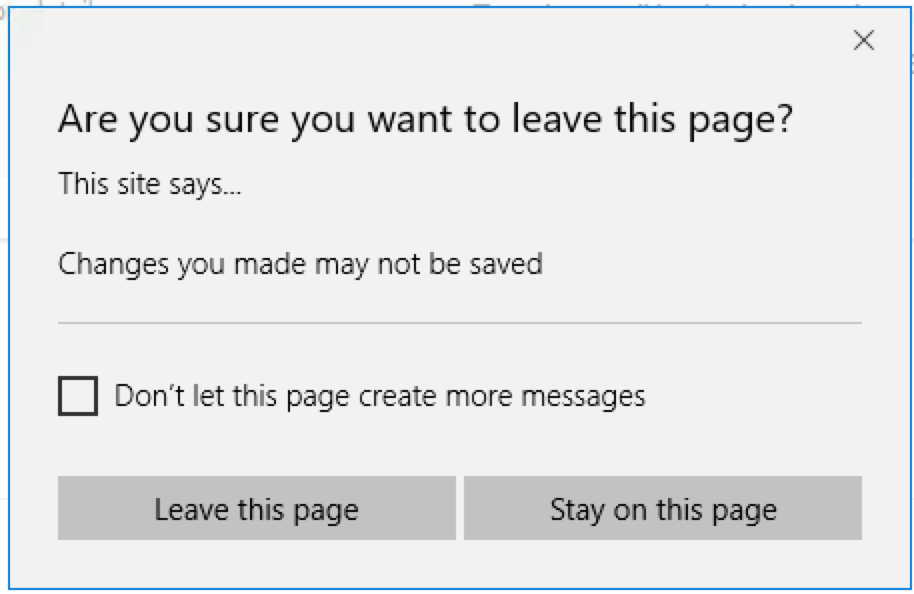 Are you sure you want to leave this page?
This site says...
Changes you made may not be saved
Don't let this page create more messages
Leave this page
Stay on this page